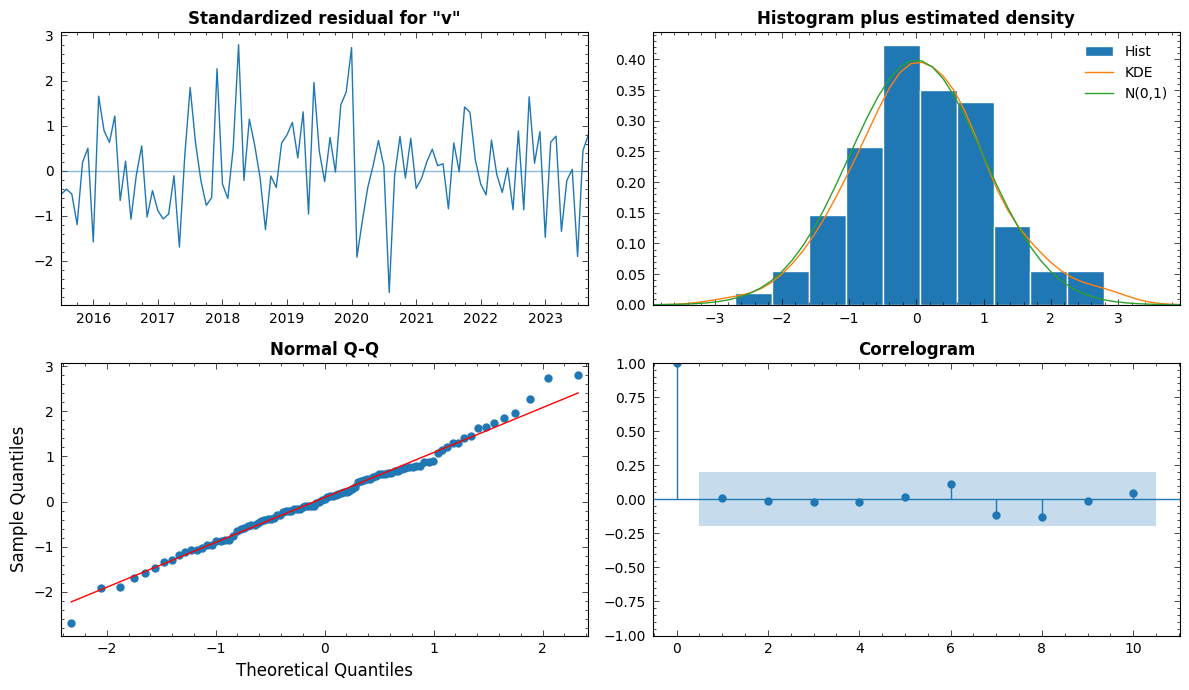 Standardized residual for "v"
3
2
1
0
−1
−2
2016 2017 2018 2019 2020 2021 2022 2023
Histogram plus estimated density
0.40
0.35
0.30
0.25
0.20
0.15
0.10
0.05
0.00
−3 −2 −1 0 1 2 3
Hist
KDE
N(0,1)
Normal Q-Q
Sample Quantiles
3
2
1
0
−1
−2
−2 −1 0 1 2
Theoretical Quantiles
Correlogram
1.00
0.75
0.50
0.25
0.00
−0.25
−0.50
−0.75
−1.00
0 2 4 6 8 10